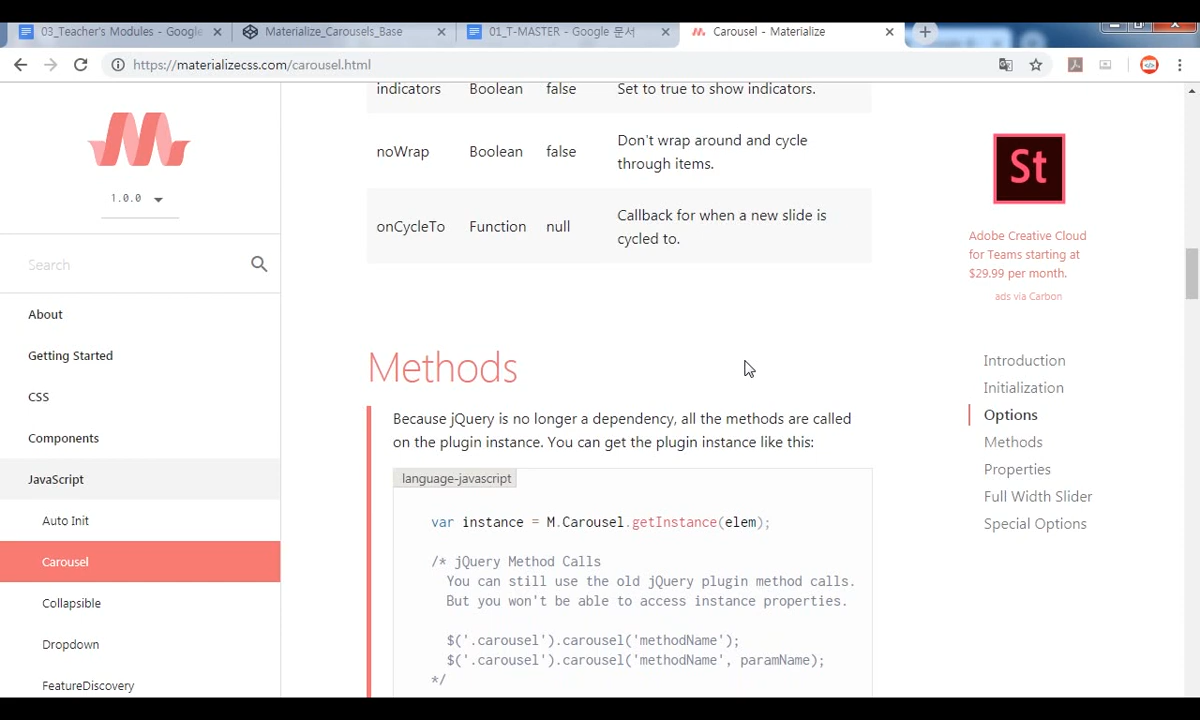 03_Teacher's Modules - Google
Materialize_Carousels_Base
01_T-MASTER - Google 문서
Carousel - Materialize
https://materializecss.com/carousel.html
1.0.0
Search
About
Getting Started
CSS
Components
JavaScript
Auto Init
Carousel
Collapsible
Dropdown
FeatureDiscovery
indicators Boolean false Set to true to show indicators.
noWrap Boolean false Don't wrap around and cycle
through items.
onCycleTo Function null Callback for when a new slide is
cycled to.
Methods
Because jQuery is no longer a dependency, all the methods are called
on the plugin instance. You can get the plugin instance like this:
language-javascript
var instance = M.Carousel.getInstance(elem);
/* jQuery Method Calls
You can still use the old jQuery plugin method calls.
But you won't be able to access instance properties.
$('.carousel').carousel('methodName');
$('.carousel').carousel('methodName', paramName);
*/
St
Adobe Creative Cloud
for Teams starting at
$29.99 per month.
ads via Carbon
Introduction
Initialization
Options
Methods
Properties
Full Width Slider
Special Options